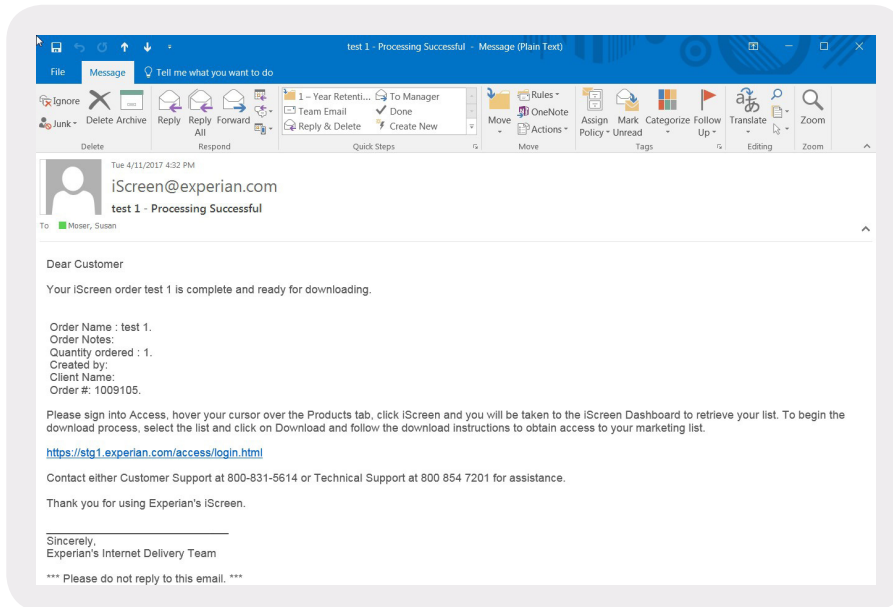 test 1 - Processing Successful - Message (Plain Text)
File Message Tell me what you want to do
Ignore
Junk
Delete Archive
Reply Reply All Forward
1 – Year Retenti... To Manager
Team Email Done
Reply & Delete Create New
Move
Rules
OneNote
Actions
Assign Policy Mark Unread Categorize Follow Up
Translate
Zoom
Delete Respond Quick Steps Move Tags Editing Zoom
Tue 4/11/2017 4:32 PM
iScreen@experian.com
test 1 - Processing Successful
To Moser, Susan
Dear Customer
Your iScreen order test 1 is complete and ready for downloading.
Order Name : test 1.
Order Notes:
Quantity ordered : 1.
Created by:
Client Name:
Order #: 1009105.
Please sign into Access, hover your cursor over the Products tab, click iScreen and you will be taken to the iScreen Dashboard to retrieve your list. To begin the
download process, select the list and click on Download and follow the download instructions to obtain access to your marketing list.
https://stg1.experian.com/access/login.html
Contact either Customer Support at 800-831-5614 or Technical Support at 800 854 7201 for assistance.
Thank you for using Experian's iScreen.
Sincerely,
Experian's Internet Delivery Team
*** Please do not reply to this email. ***